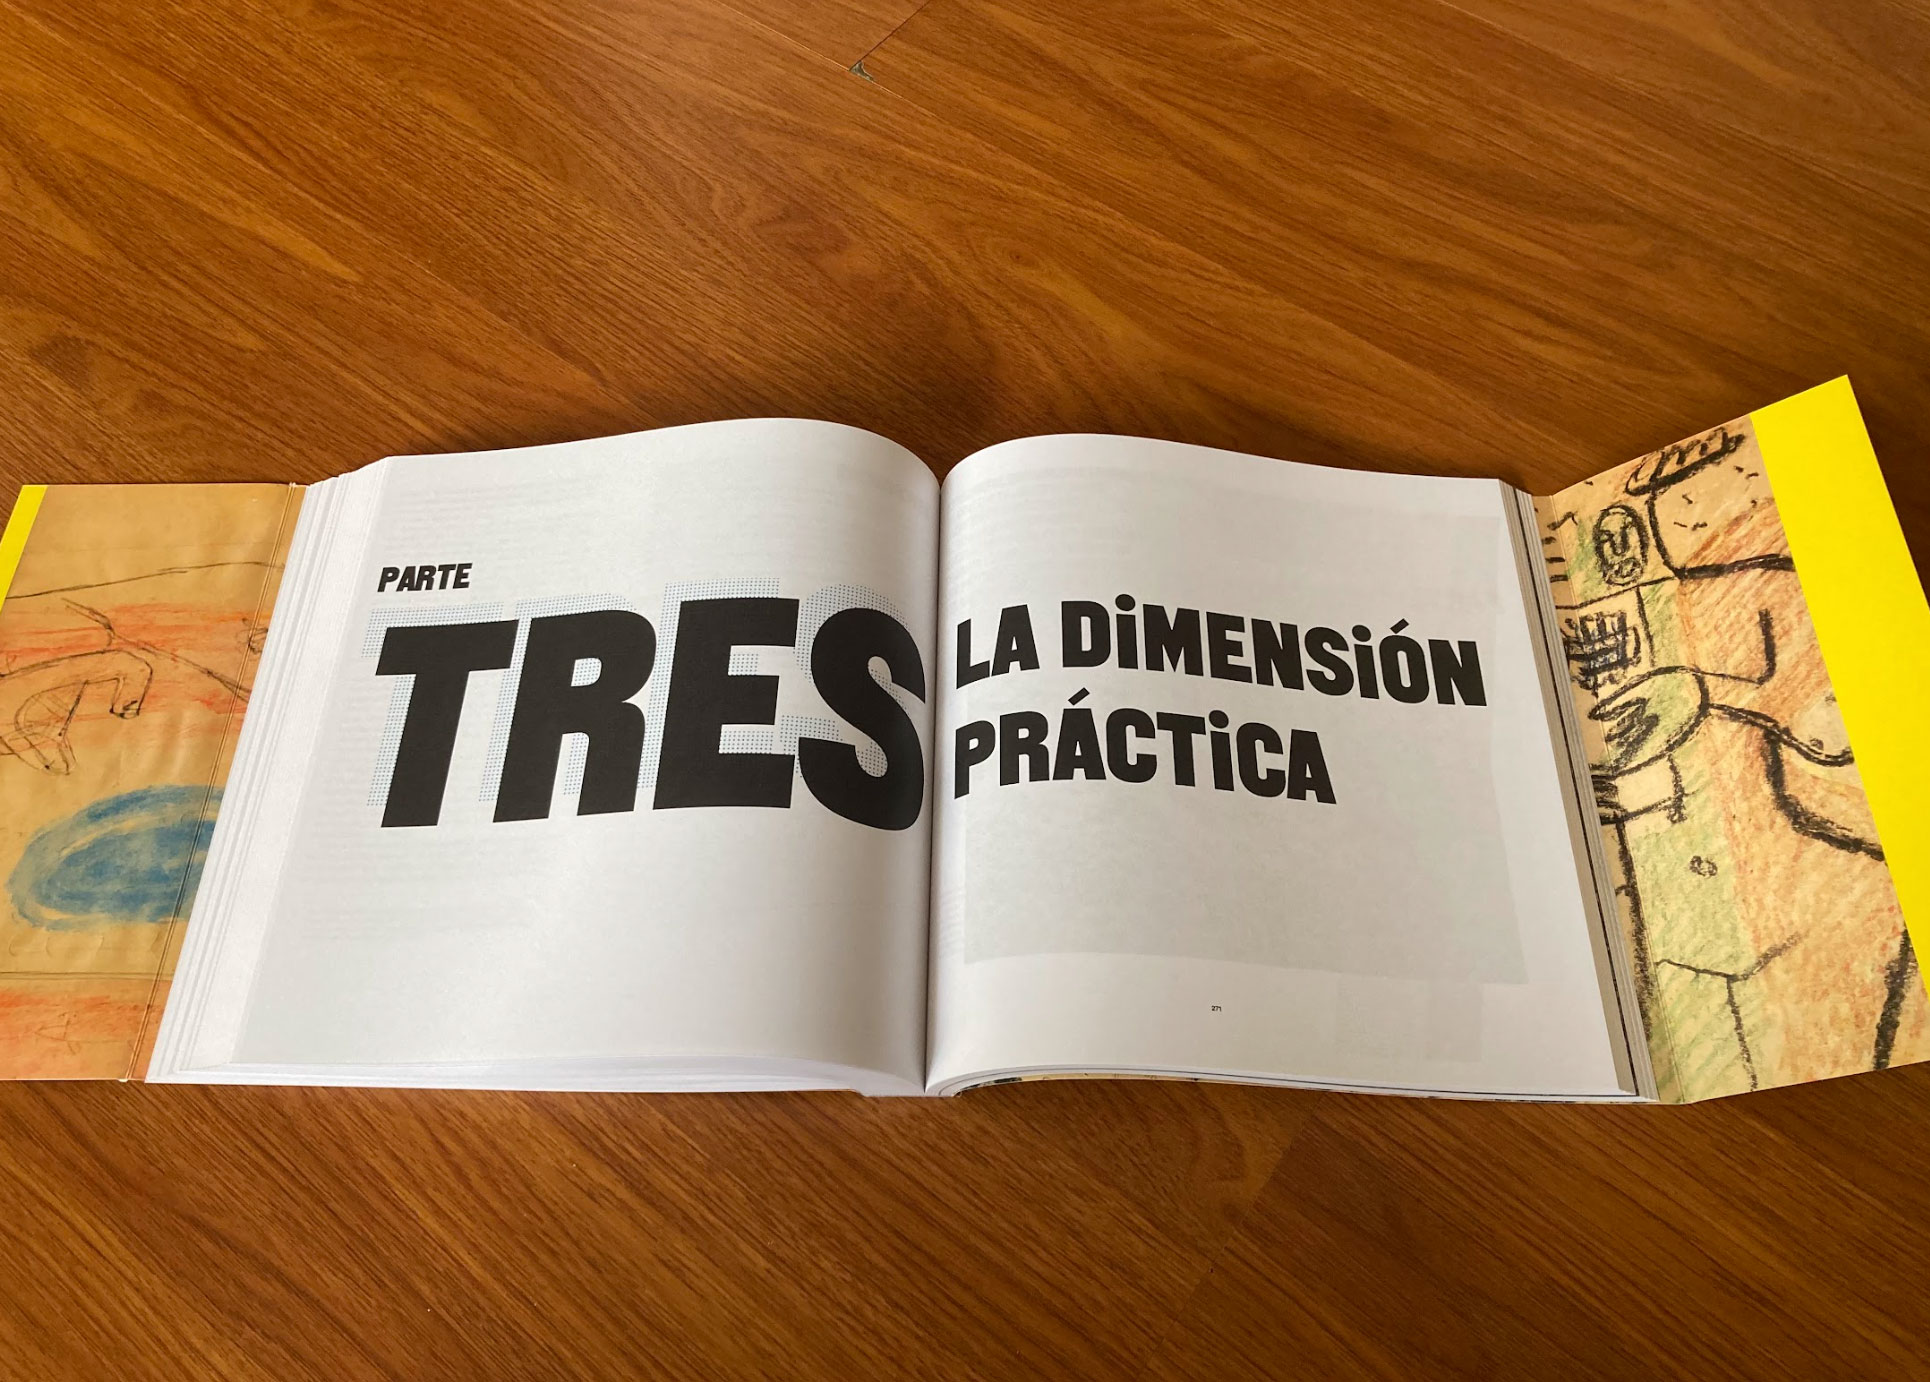 PARTE
TRES
LA DiMENSiÓN
PRÁCTiCA
271